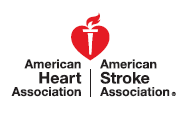 American
Heart
Association
American
Stroke
Association®